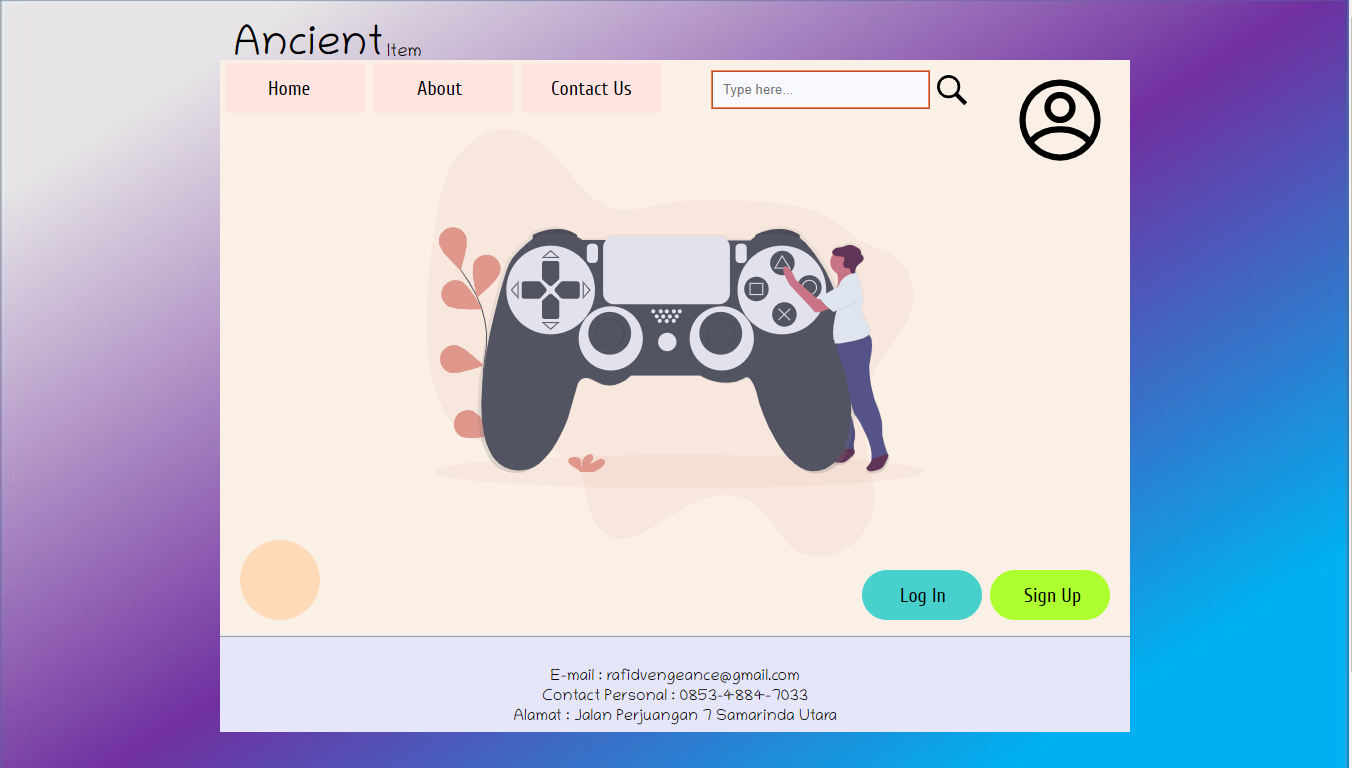 Ancient Item
Home About Contact Us Type here...
Log In Sign Up
E-mail : rafidvengeance@gmail.com
Contact Personal : 0853-4884-7033
Alamat : Jalan Perjuangan 7 Samarinda Utara